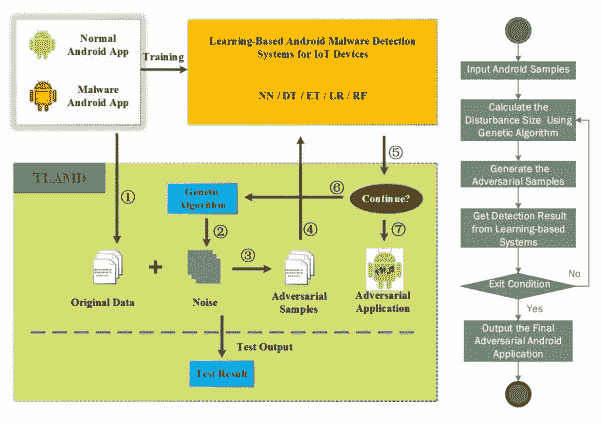 Normal
Android App
Malware
Android App
Training
Learning-Based Android Malware Detection
Systems for IoT Devices
NN / DT / ET / LR / RF
TLAMD
①
⑤
Genetic
Algorithm
⑥
Continue?
②
③
④
⑦
Original Data
Noise
Adversarial
Samples
Adversarial
Application
Test Output
Test Result
Input Android Samples
Calculate the
Disturbance Size Using
Genetic Algorithm
Generate the
Adversarial Samples
Get Detection Result
from Learning-based
Systems
Exit Condition
No
Yes
Output the Final
Adversarial Android
Application